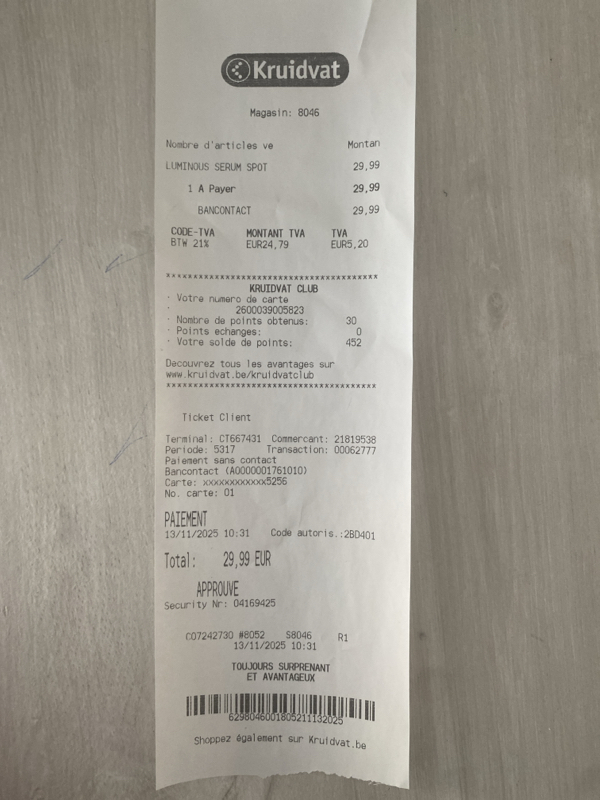 Kruidvat
Magasin: 8046
Nombre d'articles ve Montan
LUMINOUS SERUM SPOT 29,99
1 A Payer 29,99
BANCONTACT 29,99
CODE-TVA MONTANT TVA TVA
BTW 21% EUR24,79 EUR5,20
****************************************
KRUIDVAT CLUB
· Votre numero de carte
· 2600039005823
· Nombre de points obtenus: 30
· Points echanges: 0
· Votre solde de points: 452
Decouvrez tous les avantages sur
www.kruidvat.be/kruidvatclub
****************************************
Ticket Client
Terminal: CT667431 Commercant: 21819538
Periode: 5317 Transaction: 00062777
Paiement sans contact
Bancontact (A0000001761010)
Carte: xxxxxxxxxxxx5256
No. carte: 01
PAIEMENT
13/11/2025 10:31 Code autoris.:2BD401
Total: 29,99 EUR
APPROUVE
Security Nr: 04169425
C07242730 #8052 S8046 R1
13/11/2025 10:31
TOUJOURS SURPRENANT
ET AVANTAGEUX
6298046001805211132025
Shoppez également sur Kruidvat.be